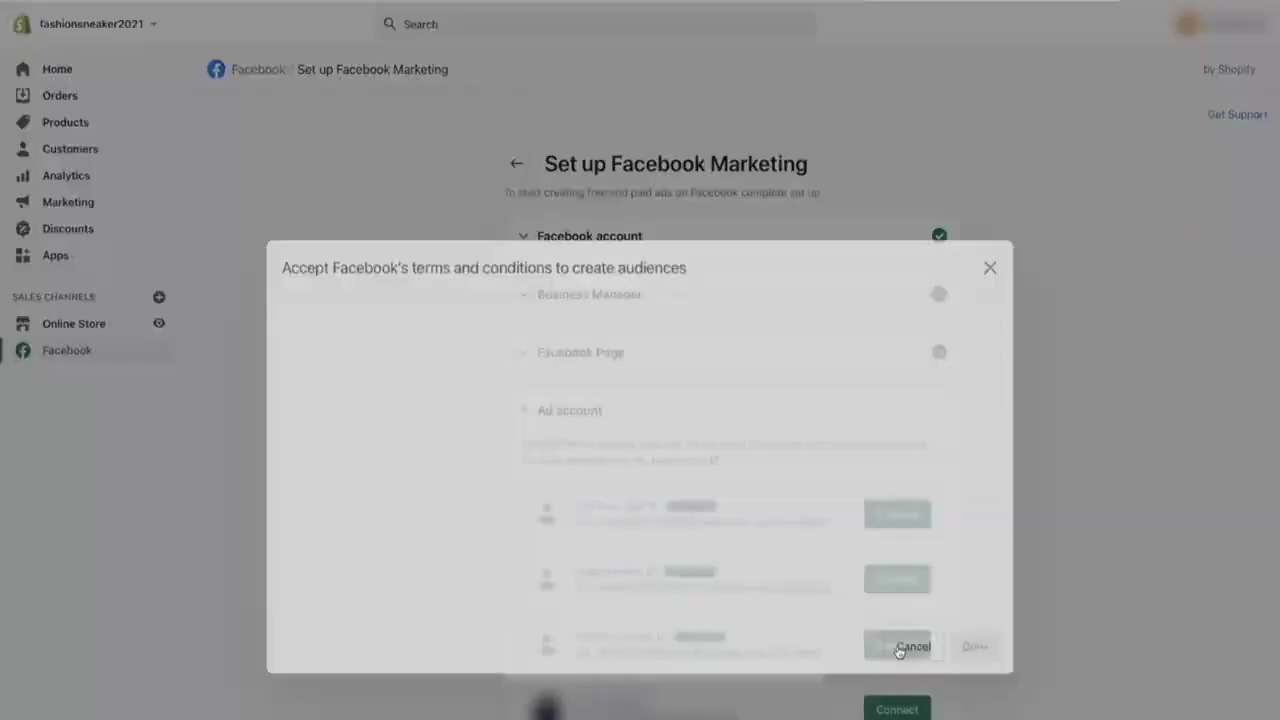 fashionsneaker2021
Search
Home
Orders
Products
Customers
Analytics
Marketing
Discounts
Apps
SALES CHANNELS
Online Store
Facebook
Facebook / Set up Facebook Marketing
by Shopify
Get Support
Set up Facebook Marketing
To start creating free and paid ads on Facebook complete set up
Facebook account
Accept Facebook's terms and conditions to create audiences
Business Manager
Facebook Page
Ad account
Cancel
Done
Connect